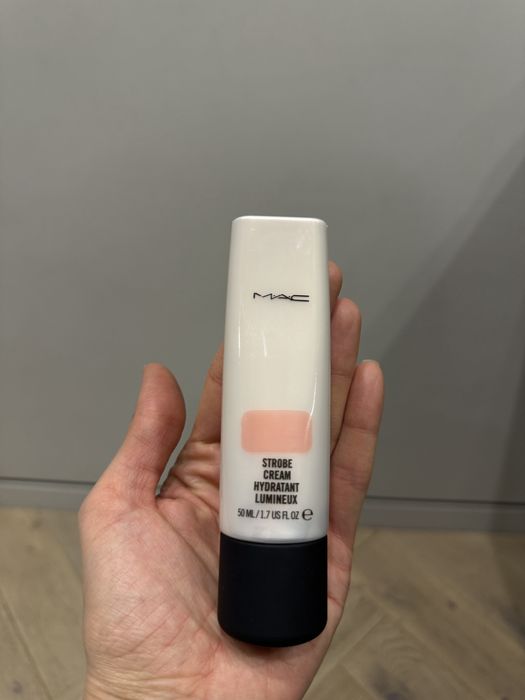 MAC
STROBE
CREAM
HYDRATANT
LUMINEUX
50 ML / 1.7 US FL OZ ℮